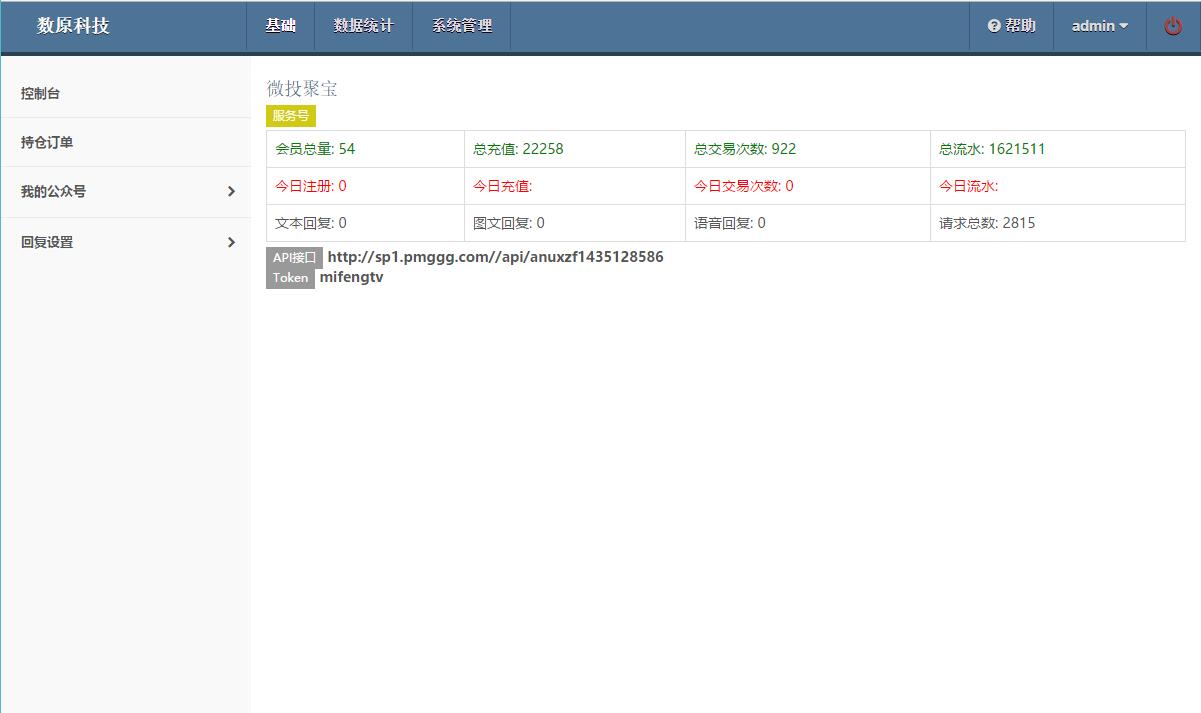 数原科技 基础 数据统计 系统管理 帮助 admin
控制台
持仓订单
我的公众号
回复设置
微投聚宝
服务号
会员总量: 54 总充值: 22258 总交易次数: 922 总流水: 1621511
今日注册: 0 今日充值: 今日交易次数: 0 今日流水:
文本回复: 0 图文回复: 0 语音回复: 0 请求总数: 2815
API接口 http://sp1.pmggg.com//api/anuxzf1435128586
Token mifengtv